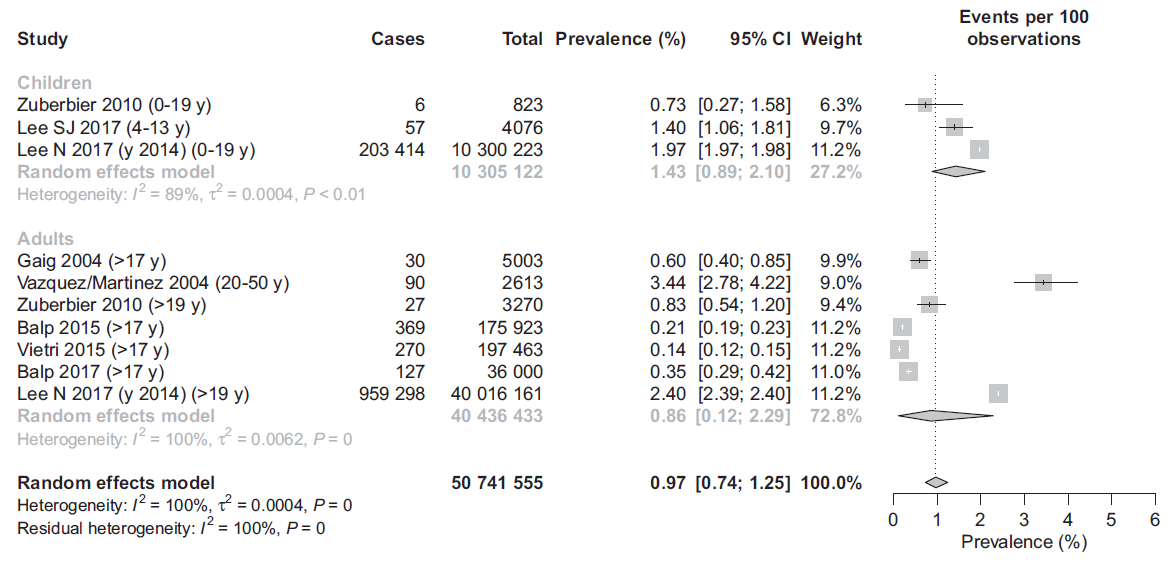 Events per 100
observations
Study Cases Total Prevalence (%) 95% CI Weight
Children
Zuberbier 2010 (0-19 y) 6 823 0.73 [0.27; 1.58] 6.3%
Lee SJ 2017 (4-13 y) 57 4076 1.40 [1.06; 1.81] 9.7%
Lee N 2017 (y 2014) (0-19 y) 203 414 10 300 223 1.97 [1.97; 1.98] 11.2%
Random effects model 10 305 122 1.43 [0.89; 2.10] 27.2%
Heterogeneity: I² = 89%, τ² = 0.0004, P < 0.01
Adults
Gaig 2004 (>17 y) 30 5003 0.60 [0.40; 0.85] 9.9%
Vazquez/Martinez 2004 (20-50 y) 90 2613 3.44 [2.78; 4.22] 9.0%
Zuberbier 2010 (>19 y) 27 3270 0.83 [0.54; 1.20] 9.4%
Balp 2015 (>17 y) 369 175 923 0.21 [0.19; 0.23] 11.2%
Vietri 2015 (>17 y) 270 197 463 0.14 [0.12; 0.15] 11.2%
Balp 2017 (>17 y) 127 36 000 0.35 [0.29; 0.42] 11.0%
Lee N 2017 (y 2014) (>19 y) 959 298 40 016 161 2.40 [2.39; 2.40] 11.2%
Random effects model 40 436 433 0.86 [0.12; 2.29] 72.8%
Heterogeneity: I² = 100%, τ² = 0.0062, P = 0
Random effects model 50 741 555 0.97 [0.74; 1.25] 100.0%
Heterogeneity: I² = 100%, τ² = 0.0004, P = 0
Residual heterogeneity: I² = 100%, P = 0
0 1 2 3 4 5 6
Prevalence (%)